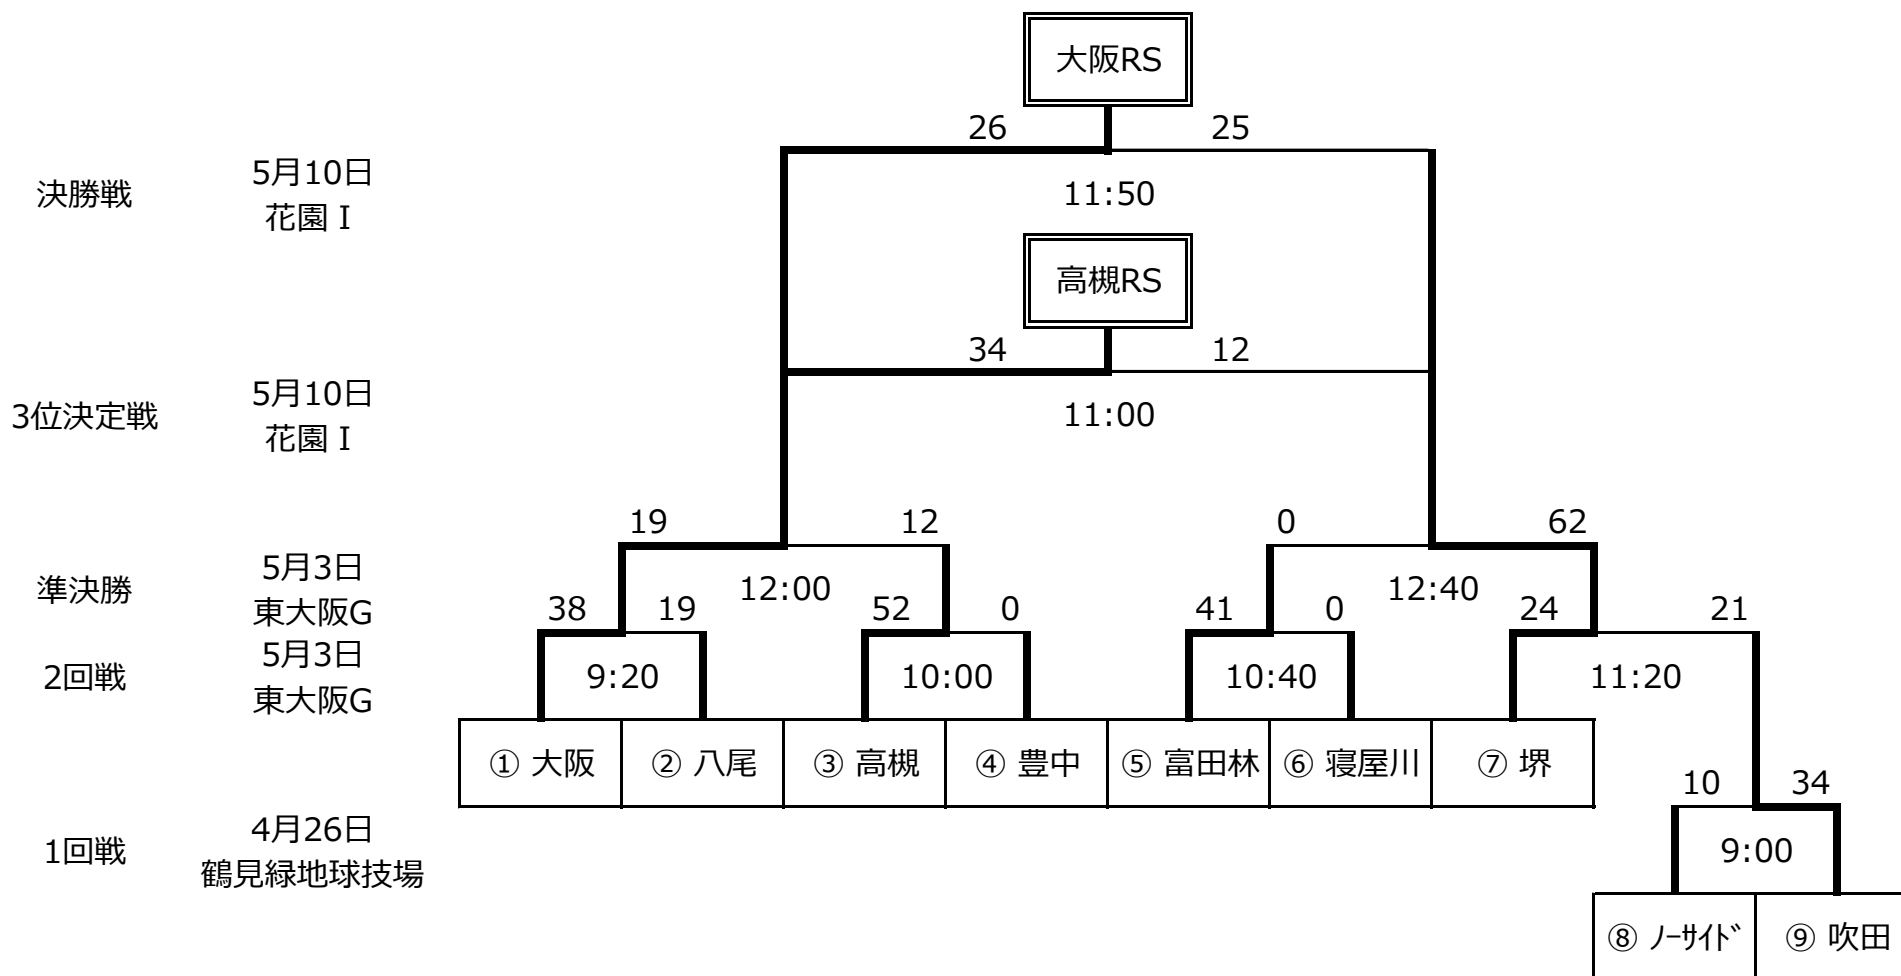 大阪RS
26 25
決勝戦
5月10日
花園Ⅰ
11:50
高槻RS
34 12
3位決定戦
5月10日
花園Ⅰ
11:00
19 12 0 62
準決勝
5月3日
東大阪G
12:00 12:40
38 19 52 0 41 0 24 21
2回戦
5月3日
東大阪G
9:20 10:00 10:40 11:20
① 大阪 ② 八尾 ③ 高槻 ④ 豊中 ⑤ 富田林 ⑥ 寝屋川 ⑦ 堺
10 34
1回戦
4月26日
鶴見緑地球技場
9:00
⑧ ﾉｰｻｲﾄﾞ ⑨ 吹田